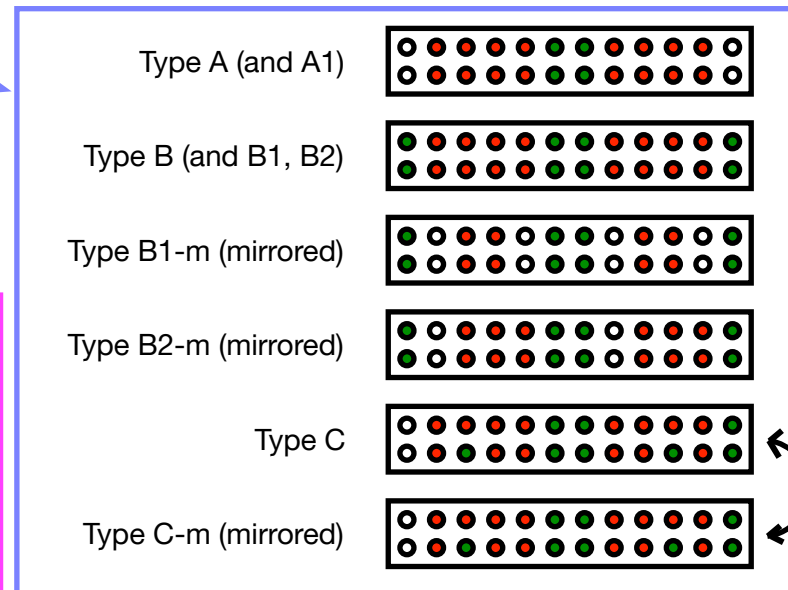 Type A (and A1)
Type B (and B1, B2)
Type B1-m (mirrored)
Type B2-m (mirrored)
Type C
Type C-m (mirrored)